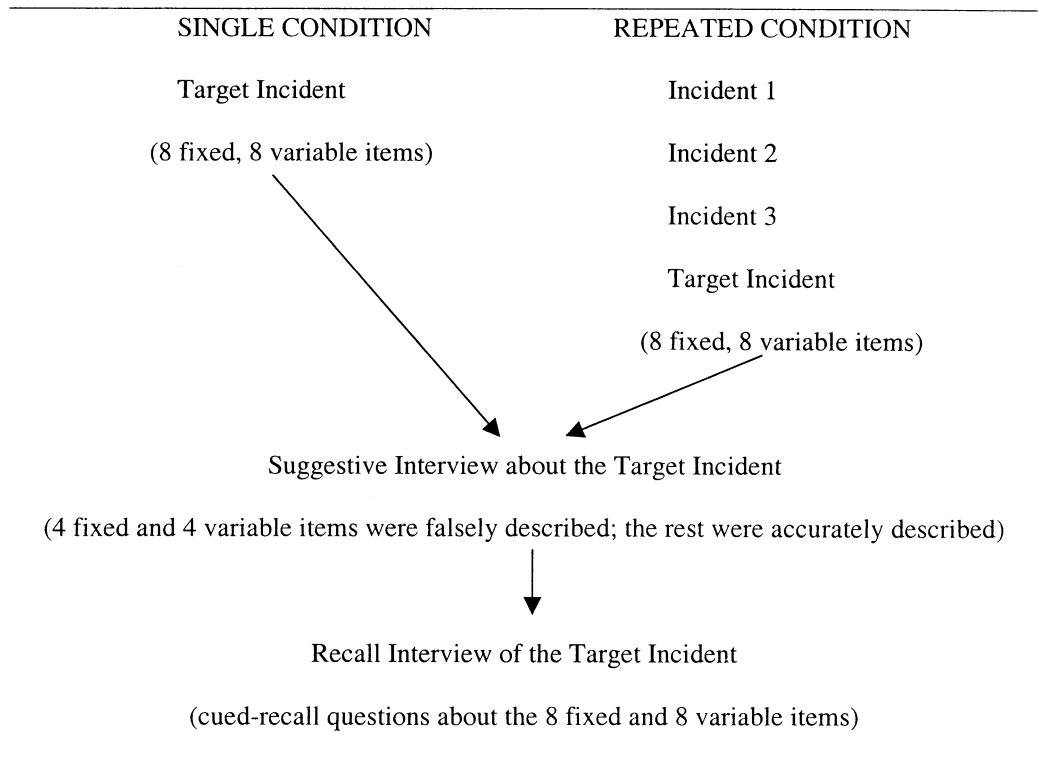 SINGLE CONDITION
REPEATED CONDITION
Target Incident
Incident 1
(8 fixed, 8 variable items)
Incident 2
Incident 3
Target Incident
(8 fixed, 8 variable items)
Suggestive Interview about the Target Incident
(4 fixed and 4 variable items were falsely described; the rest were accurately described)
Recall Interview of the Target Incident
(cued-recall questions about the 8 fixed and 8 variable items)